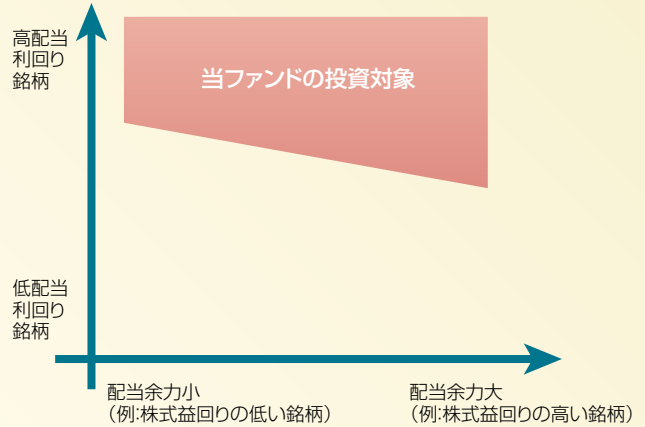 高配当
利回り
銘柄
当ファンドの投資対象
低配当
利回り
銘柄
配当余力小
（例:株式益回りの低い銘柄）
配当余力大
（例:株式益回りの高い銘柄）